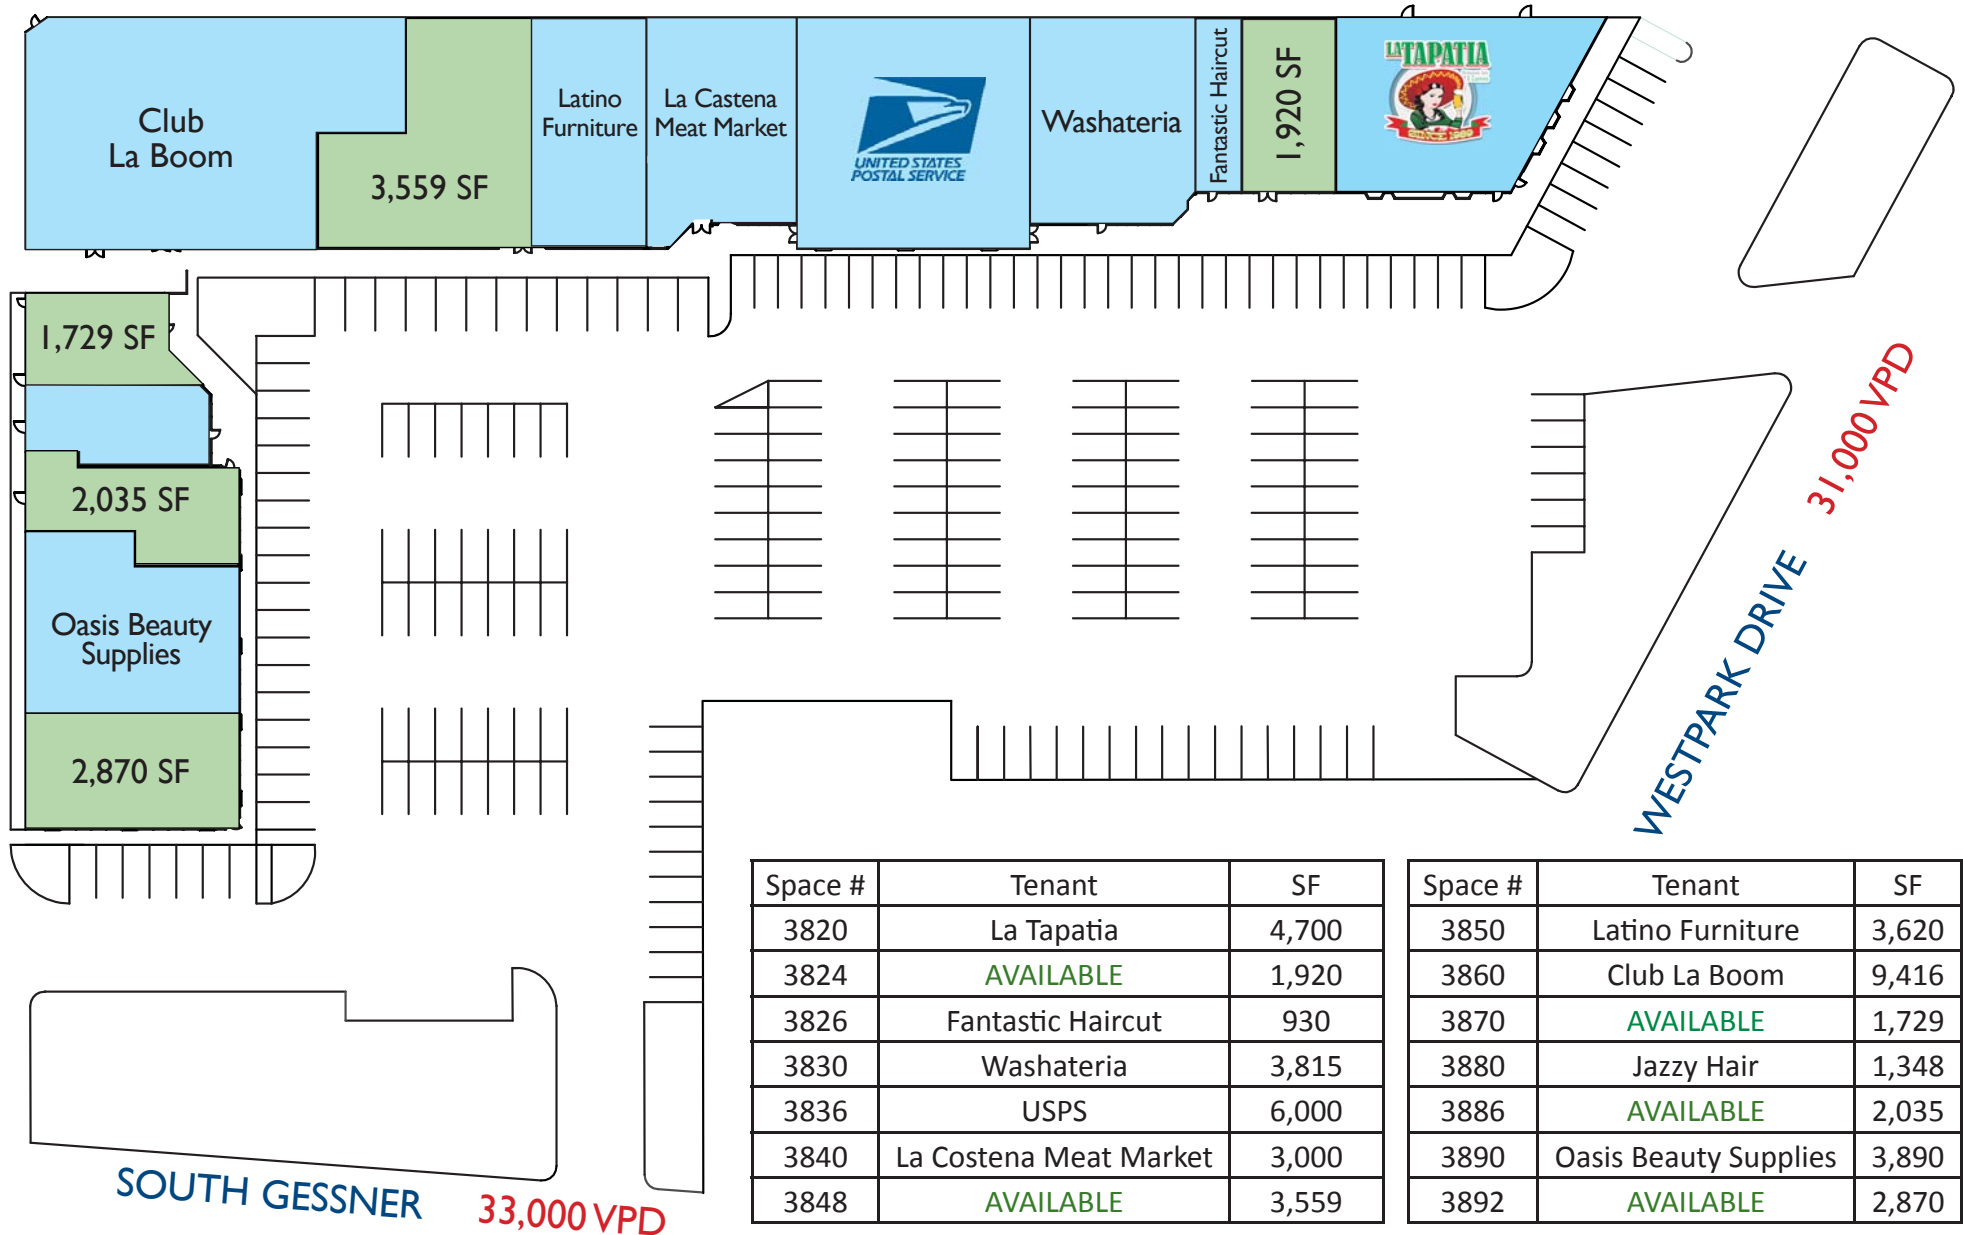 Club
La Boom
3,559 SF
Latino
Furniture
La Castena
Meat Market
UNITED STATES
POSTAL SERVICE
Washateria
Fantastic Haircut
1,920 SF
LA TAPATIA
SINCE 1989
1,729 SF
2,035 SF
Oasis Beauty
Supplies
2,870 SF
31,000 VPD
WESTPARK DRIVE
SOUTH GESSNER
33,000 VPD
Space # Tenant SF
3820 La Tapatia 4,700
3824 AVAILABLE 1,920
3826 Fantastic Haircut 930
3830 Washateria 3,815
3836 USPS 6,000
3840 La Costena Meat Market 3,000
3848 AVAILABLE 3,559
Space # Tenant SF
3850 Latino Furniture 3,620
3860 Club La Boom 9,416
3870 AVAILABLE 1,729
3880 Jazzy Hair 1,348
3886 AVAILABLE 2,035
3890 Oasis Beauty Supplies 3,890
3892 AVAILABLE 2,870